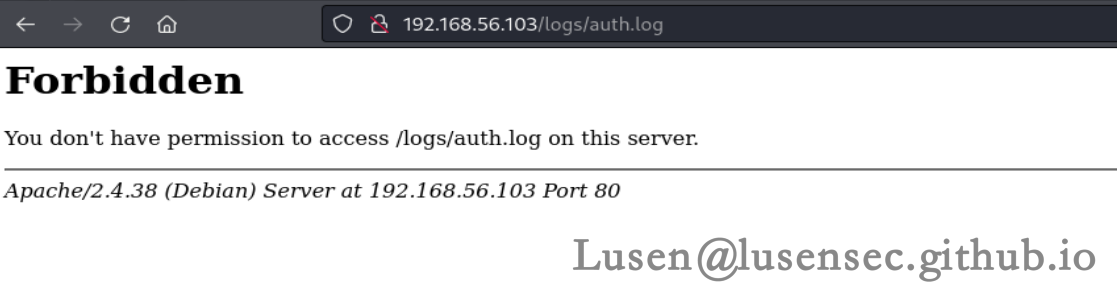 192.168.56.103/logs/auth.log
Forbidden
You don't have permission to access /logs/auth.log on this server.
Apache/2.4.38 (Debian) Server at 192.168.56.103 Port 80
Lusen@lusensec.github.io